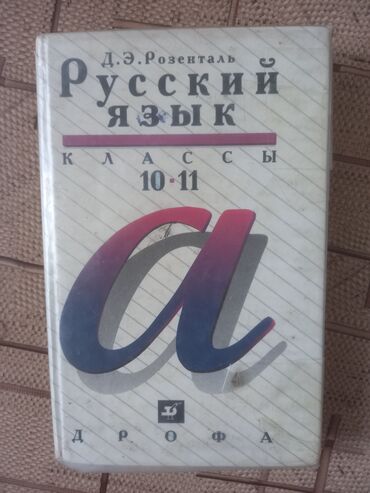 Д.Э.Розенталь
Русский
язык
КЛАССЫ
10·11
а
ДРОФА